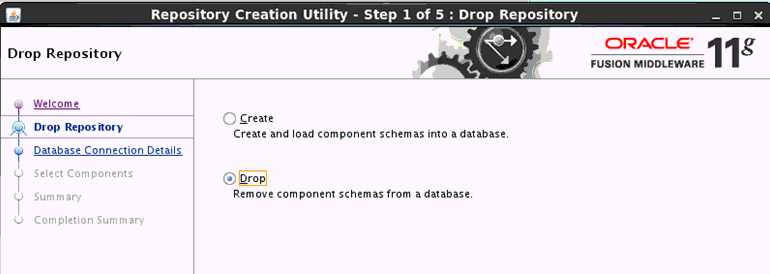 Repository Creation Utility - Step 1 of 5 : Drop Repository
Drop Repository
ORACLE
FUSION MIDDLEWARE 11g
Welcome
Drop Repository
Database Connection Details
Select Components
Summary
Completion Summary
Create
Create and load component schemas into a database.
Drop
Remove component schemas from a database.